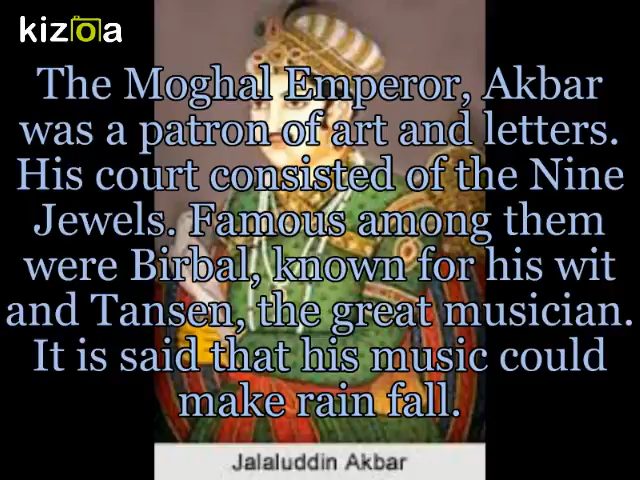 kizoa
The Moghal Emperor, Akbar
was a patron of art and letters.
His court consisted of the Nine
Jewels. Famous among them
were Birbal, known for his wit
and Tansen, the great musician.
It is said that his music could
make rain fall.
Jalaluddin Akbar